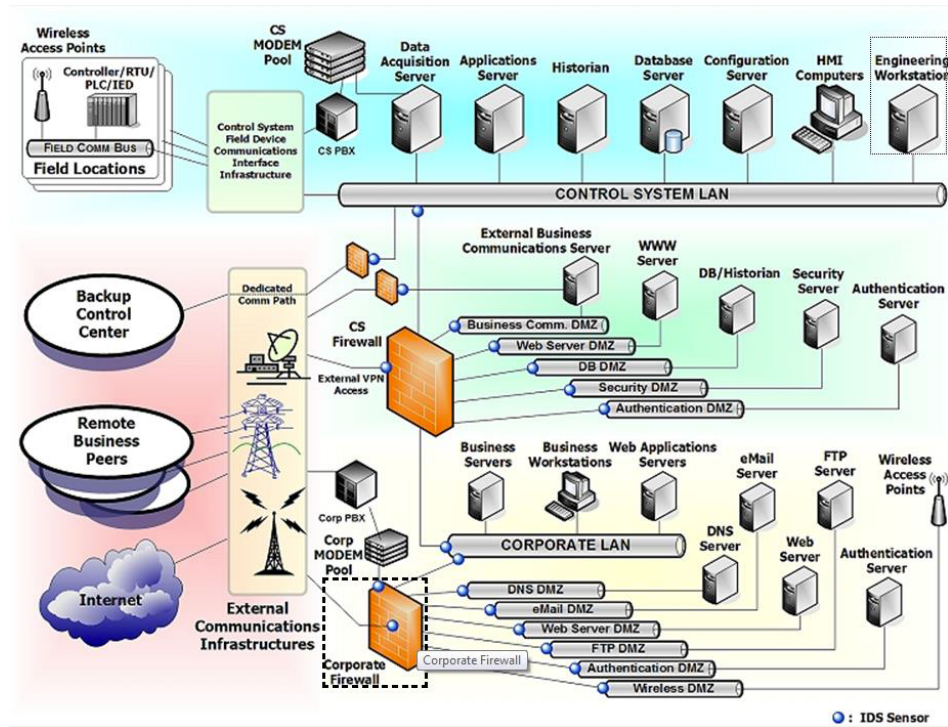 Wireless
Access Points
Controller/RTU/
PLC/IED
FIELD COMM BUS
Field Locations
CS
MODEM
Pool
CS PBX
Control System
Field Device
Communications
Interface
Infrastructure
Data
Acquisition
Server
Applications
Server
Historian
Database
Server
Configuration
Server
HMI
Computers
Engineering
Workstation
CONTROL SYSTEM LAN
Backup
Control
Center
Remote
Business
Peers
Internet
Dedicated
Comm Path
External
Communications
Infrastructures
CS
Firewall
External VPN
Access
External Business
Communications Server
WWW
Server
DB/Historian
Security
Server
Authentication
Server
Business Comm. DMZ
Web Server DMZ
DB DMZ
Security DMZ
Authentication DMZ
Corp PBX
Corp
MODEM
Pool
Business
Servers
Business
Workstations
Web Applications
Servers
CORPORATE LAN
eMail
Server
FTP
Server
Wireless
Access
Points
DNS
Server
Web
Server
Authentication
Server
DNS DMZ
eMail DMZ
Web Server DMZ
FTP DMZ
Authentication DMZ
Wireless DMZ
Corporate
Firewall
Corporate Firewall
: IDS Sensor